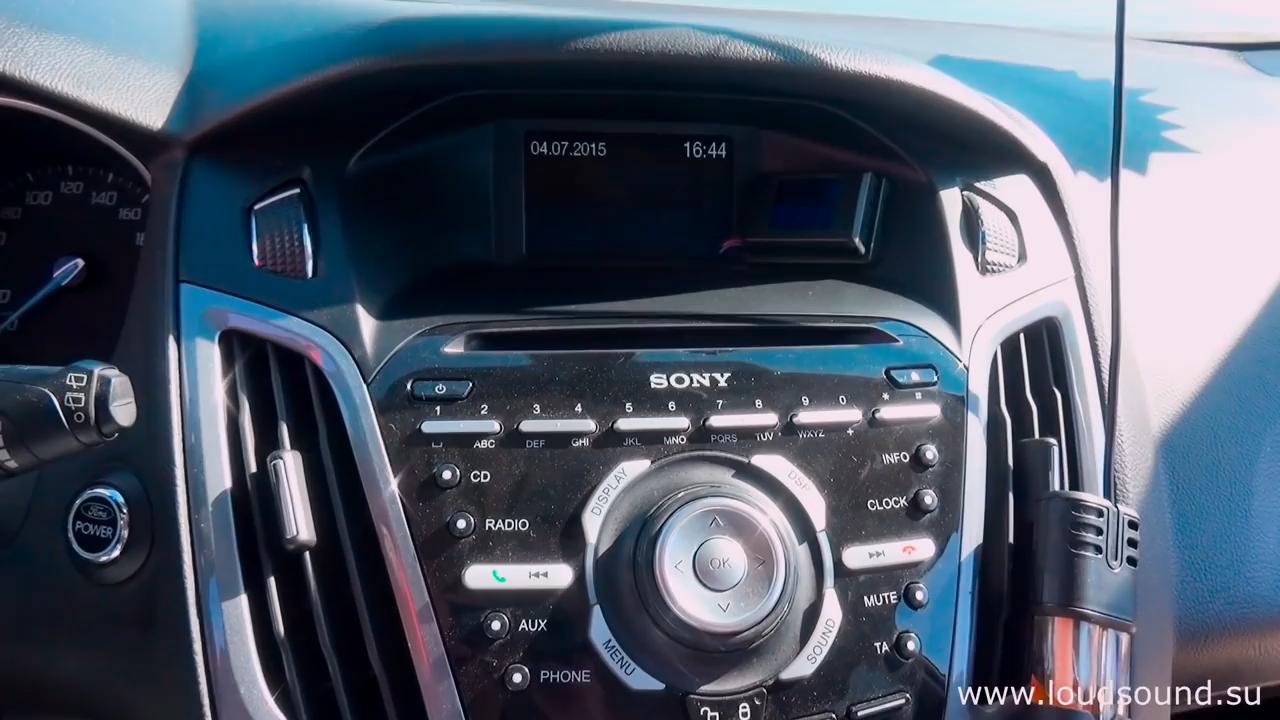 04.07.2015 16:44
100 120 140 160
SONY
1 2 3 4 5 6 7 8 9 0 * #
ABC DEF GHI JKL MNO PQRS TUV WXYZ +
CD
INFO
DISPLAY
DSP
RADIO
CLOCK
OK
AUX
MUTE
MENU
SOUND
PHONE
TA
Ford
POWER
www.loudsound.su